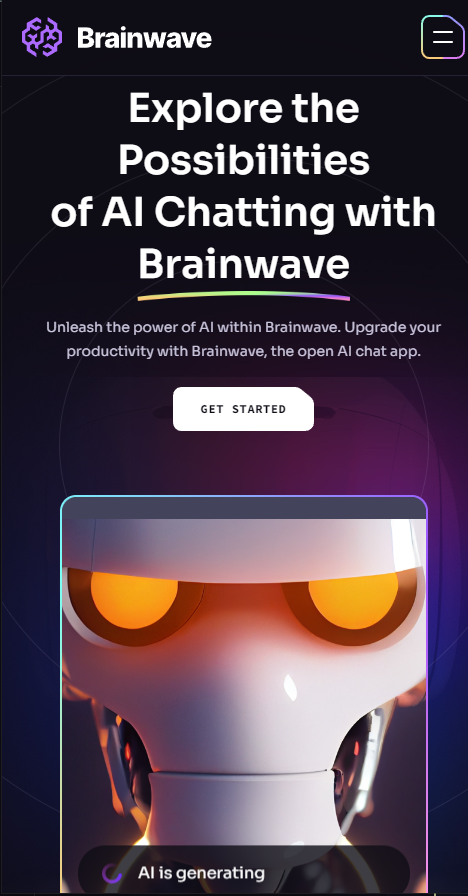 Brainwave
Explore the
Possibilities
of AI Chatting with
Brainwave
Unleash the power of AI within Brainwave. Upgrade your
productivity with Brainwave, the open AI chat app.
GET STARTED
AI is generating